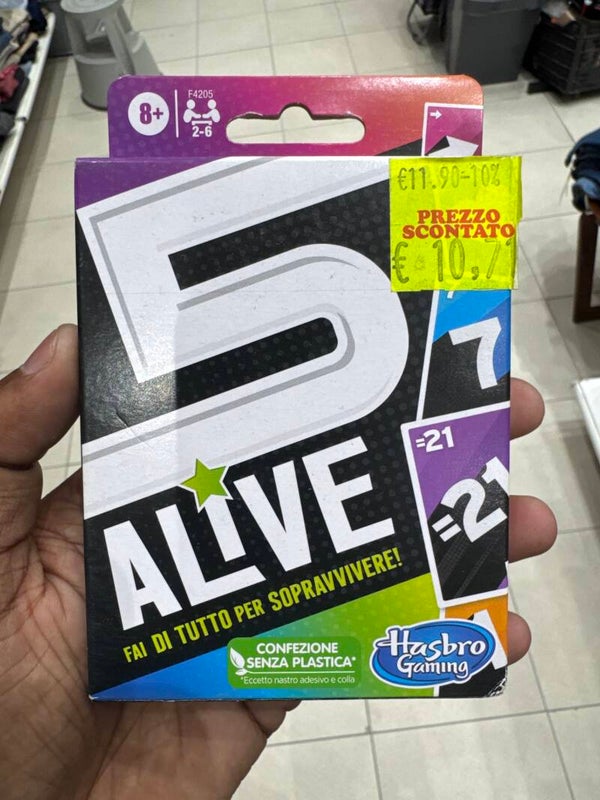 8+
F4205
2-6
€11.90-10%
PREZZO
SCONTATO
€ 10,71
5
ALIVE
FAI DI TUTTO PER SOPRAVVIVERE!
7
=21
=21
CONFEZIONE
SENZA PLASTICA*
*Eccetto nastro adesivo e colla
Hasbro
Gaming